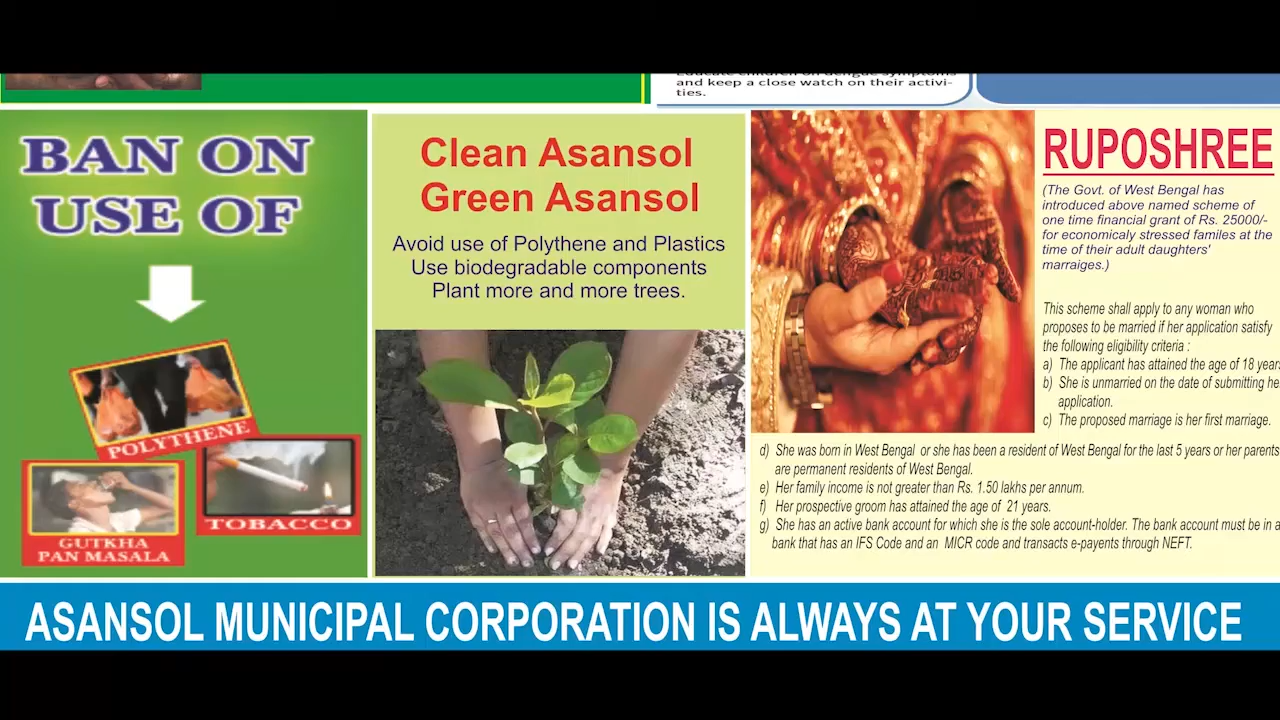 Educate children on dengue symptoms
and keep a close watch on their activi-
ties.
BAN ON
USE OF
POLYTHENE
TOBACCO
GUTKHA
PAN MASALA
Clean Asansol
Green Asansol
Avoid use of Polythene and Plastics
Use biodegradable components
Plant more and more trees.
RUPOSHREE
(The Govt. of West Bengal has
introduced above named scheme of
one time financial grant of Rs. 25000/-
for economicaly stressed familes at the
time of their adult daughters'
marraiges.)
This scheme shall apply to any woman who
proposes to be married if her application satisfy
the following eligibility criteria :
a) The applicant has attained the age of 18 years
b) She is unmarried on the date of submitting he
application.
c) The proposed marriage is her first marriage.
d) She was born in West Bengal or she has been a resident of West Bengal for the last 5 years or her parents
are permanent residents of West Bengal.
e) Her family income is not greater than Rs. 1.50 lakhs per annum.
f) Her prospective groom has attained the age of 21 years.
g) She has an active bank account for which she is the sole account-holder. The bank account must be in a
bank that has an IFS Code and an MICR code and transacts e-payents through NEFT.
ASANSOL MUNICIPAL CORPORATION IS ALWAYS AT YOUR SERVICE